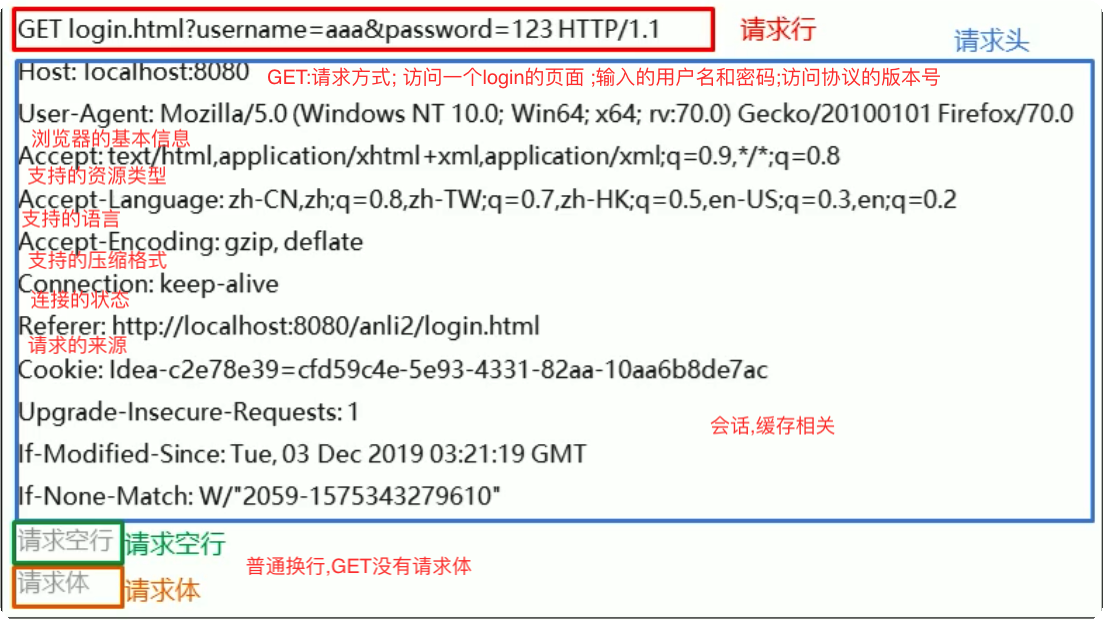 GET login.html?username=aaa&password=123 HTTP/1.1
请求行
请求头
Host: localhost:8080
GET:请求方式; 访问一个login的页面 ;输入的用户名和密码;访问协议的版本号
User-Agent: Mozilla/5.0 (Windows NT 10.0; Win64; x64; rv:70.0) Gecko/20100101 Firefox/70.0
浏览器的基本信息
Accept: text/html,application/xhtml+xml,application/xml;q=0.9,*/*;q=0.8
支持的资源类型
Accept-Language: zh-CN,zh;q=0.8,zh-TW;q=0.7,zh-HK;q=0.5,en-US;q=0.3,en;q=0.2
支持的语言
Accept-Encoding: gzip, deflate
支持的压缩格式
Connection: keep-alive
连接的状态
Referer: http://localhost:8080/anli2/login.html
请求的来源
Cookie: Idea-c2e78e39=cfd59c4e-5e93-4331-82aa-10aa6b8de7ac
Upgrade-Insecure-Requests: 1
会话,缓存相关
If-Modified-Since: Tue, 03 Dec 2019 03:21:19 GMT
If-None-Match: W/"2059-1575343279610"
请求空行
请求空行
普通换行,GET没有请求体
请求体
请求体